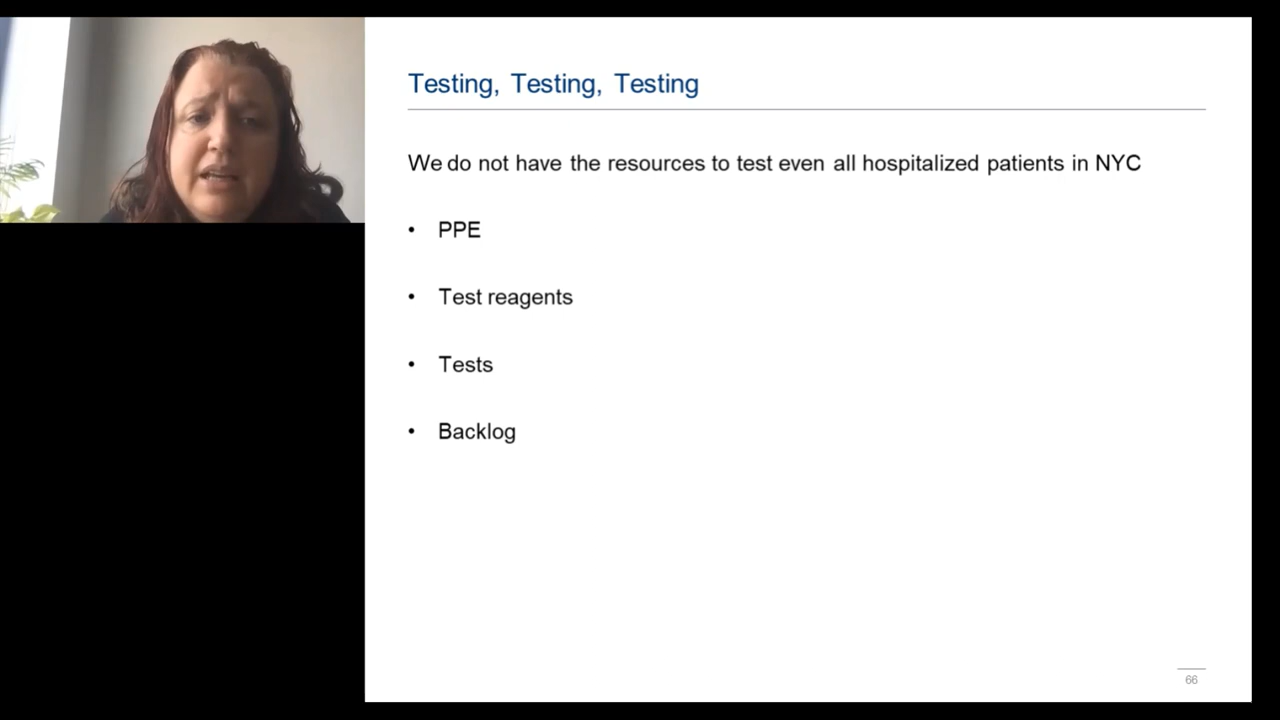 Testing, Testing, Testing
We do not have the resources to test even all hospitalized patients in NYC
• PPE
• Test reagents
• Tests
• Backlog
66